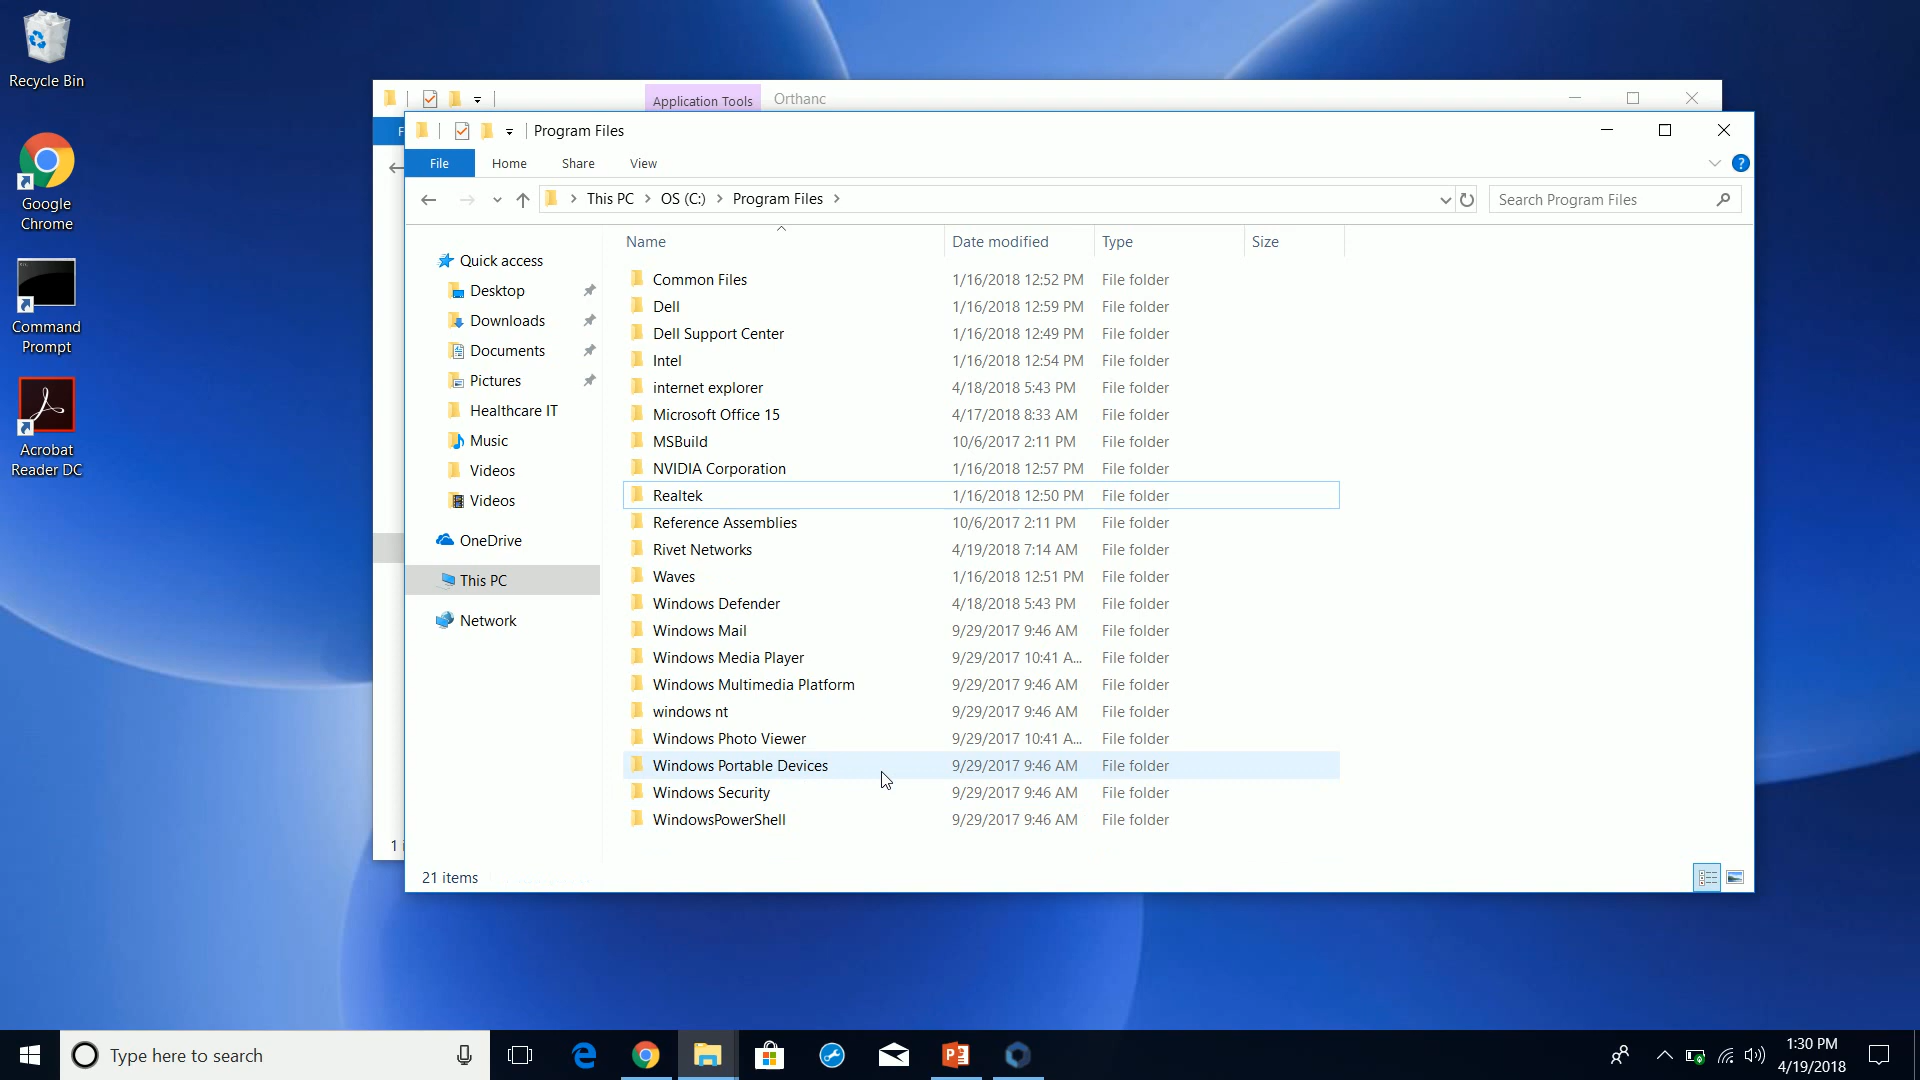 Recycle Bin
Google
Chrome
Command
Prompt
Acrobat
Reader DC
Application Tools Orthanc
Program Files
File Home Share View
This PC OS (C:) Program Files
Search Program Files
Name Date modified Type Size
Quick access
Desktop
Downloads
Documents
Pictures
Healthcare IT
Music
Videos
Videos
OneDrive
This PC
Network
Common Files 1/16/2018 12:52 PM File folder
Dell 1/16/2018 12:59 PM File folder
Dell Support Center 1/16/2018 12:49 PM File folder
Intel 1/16/2018 12:54 PM File folder
internet explorer 4/18/2018 5:43 PM File folder
Microsoft Office 15 4/17/2018 8:33 AM File folder
MSBuild 10/6/2017 2:11 PM File folder
NVIDIA Corporation 1/16/2018 12:57 PM File folder
Realtek 1/16/2018 12:50 PM File folder
Reference Assemblies 10/6/2017 2:11 PM File folder
Rivet Networks 4/19/2018 7:14 AM File folder
Waves 1/16/2018 12:51 PM File folder
Windows Defender 4/18/2018 5:43 PM File folder
Windows Mail 9/29/2017 9:46 AM File folder
Windows Media Player 9/29/2017 10:41 A... File folder
Windows Multimedia Platform 9/29/2017 9:46 AM File folder
windows nt 9/29/2017 9:46 AM File folder
Windows Photo Viewer 9/29/2017 10:41 A... File folder
Windows Portable Devices 9/29/2017 9:46 AM File folder
Windows Security 9/29/2017 9:46 AM File folder
WindowsPowerShell 9/29/2017 9:46 AM File folder
1 i
21 items
Type here to search
1:30 PM
4/19/2018